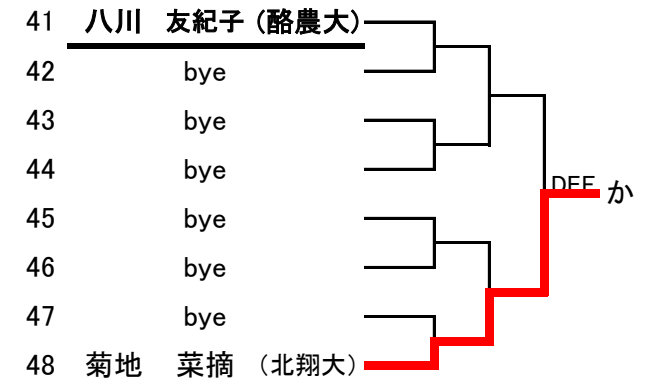 41 八川 友紀子 (酪農大)
42 bye
43 bye
44 bye
DEF か
45 bye
46 bye
47 bye
48 菊地 菜摘 (北翔大)